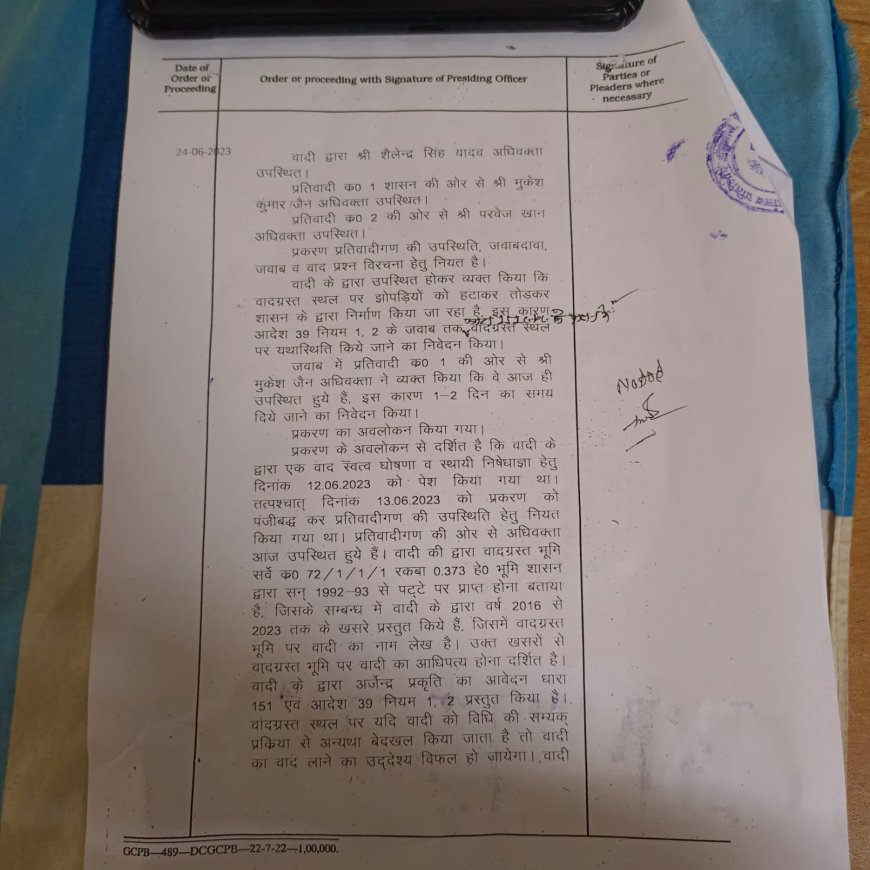 Date of
Order or
Proceeding
Order or proceeding with Signature of Presiding Officer
Signature of
Parties or
Pleaders where
necessary
24-06-2023
वादी द्वारा श्री शैलेन्द्र सिंह यादव अधिवक्ता
उपस्थित।
प्रतिवादी क0 1 शासन की ओर से श्री मुकेश
कुमार जैन अधिवक्ता उपस्थित।
प्रतिवादी क0 2 की ओर से श्री परवेज खान
अधिवक्ता उपस्थित।
प्रकरण प्रतिवादीगण की उपस्थिति, जवाबदावा,
जवाब व वाद प्रश्न विरचना हेतु नियत है।
वादी के द्वारा उपस्थित होकर व्यक्त किया कि
वादग्रस्त स्थल पर झोपड़ियों को हटाकर तोड़कर
शासन के द्वारा निर्माण किया जा रहा है, इस कारण
आदेश 39 नियम 1, 2 के जवाब तक वादग्रस्त स्थल
पर यथास्थिति किये जाने का निवेदन किया।
जवाब में प्रतिवादी क0 1 की ओर से श्री
मुकेश जैन अधिवक्ता ने व्यक्त किया कि वे आज ही
उपस्थित हुये हैं, इस कारण 1-2 दिन का समय
दिये जाने का निवेदन किया।
Noted
प्रकरण का अवलोकन किया गया।
प्रकरण के अवलोकन से दर्शित है कि वादी के
द्वारा एक वाद स्वत्व घोषणा व स्थायी निषेधाज्ञा हेतु
दिनांक 12.06.2023 को पेश किया गया था।
तत्पश्चात् दिनांक 13.06.2023 को प्रकरण को
पंजीबद्ध कर प्रतिवादीगण की उपस्थिति हेतु नियत
किया गया था। प्रतिवादीगण की ओर से अधिवक्ता
आज उपस्थित हुये हैं। वादी की द्वारा वादग्रस्त भूमि
सर्वे क0 72/1/1/1 रकबा 0.373 हे0 भूमि शासन
द्वारा सन् 1992-93 से पट्टे पर प्राप्त होना बताया
है, जिसके सम्बन्ध में वादी के द्वारा वर्ष 2016 से
2023 तक के खसरे प्रस्तुत किये हैं, जिसमें वादग्रस्त
भूमि पर वादी का नाम लेख है। उक्त खसरों से
वादग्रस्त भूमि पर वादी का आधिपत्य होना दर्शित है।
वादी के द्वारा अर्जेन्द्र प्रकृति का आवेदन धारा
151 एवं आदेश 39 नियम 1, 2 प्रस्तुत किया है।
वादग्रस्त स्थल पर यदि वादी को विधि की सम्यक्
प्रकिया से अन्यथा बेदखल किया जाता है तो वादी
का वाद लाने का उद्देश्य विफल हो जायेगा। वादी
GCPB—489—DCGCPB—22-7-22—1,00,000.